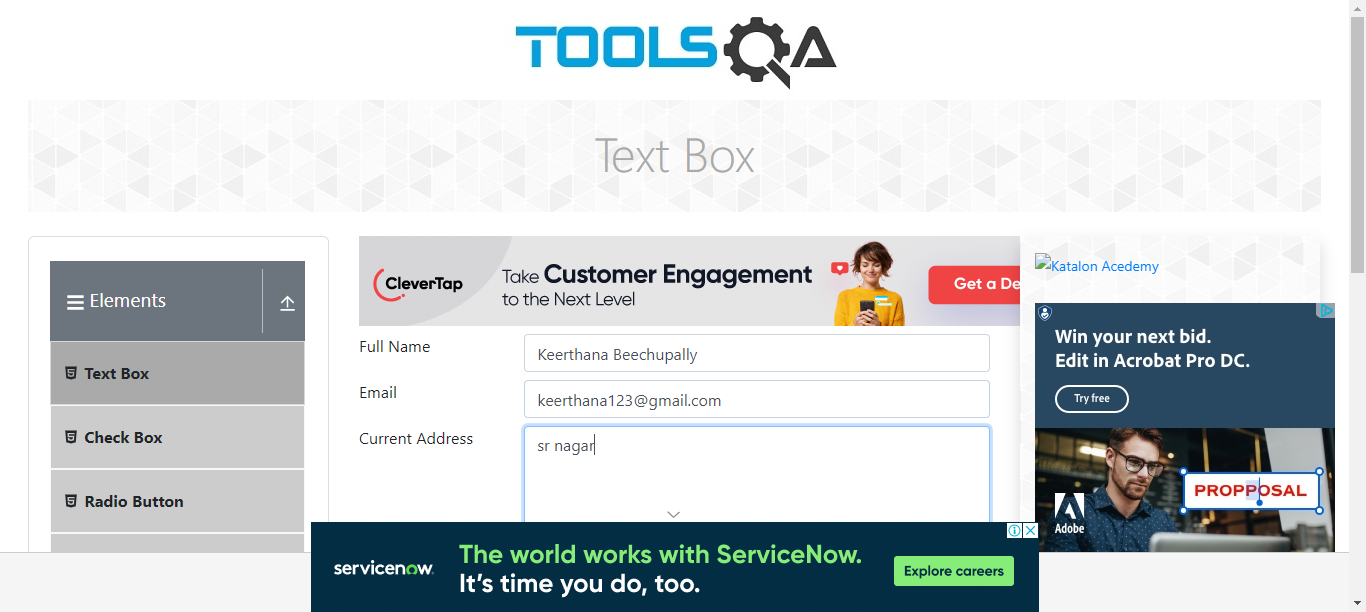 TOOLSQA
Text Box
Elements
Text Box
Check Box
Radio Button
CleverTap
Take Customer Engagement
to the Next Level
Get a De
Full Name
Keerthana Beechupally
Email
keerthana123@gmail.com
Current Address
sr nagar
Katalon Acedemy
Win your next bid.
Edit in Acrobat Pro DC.
Try free
PROPPOSAL
Adobe
servicenow.
The world works with ServiceNow.
It's time you do, too.
Explore careers